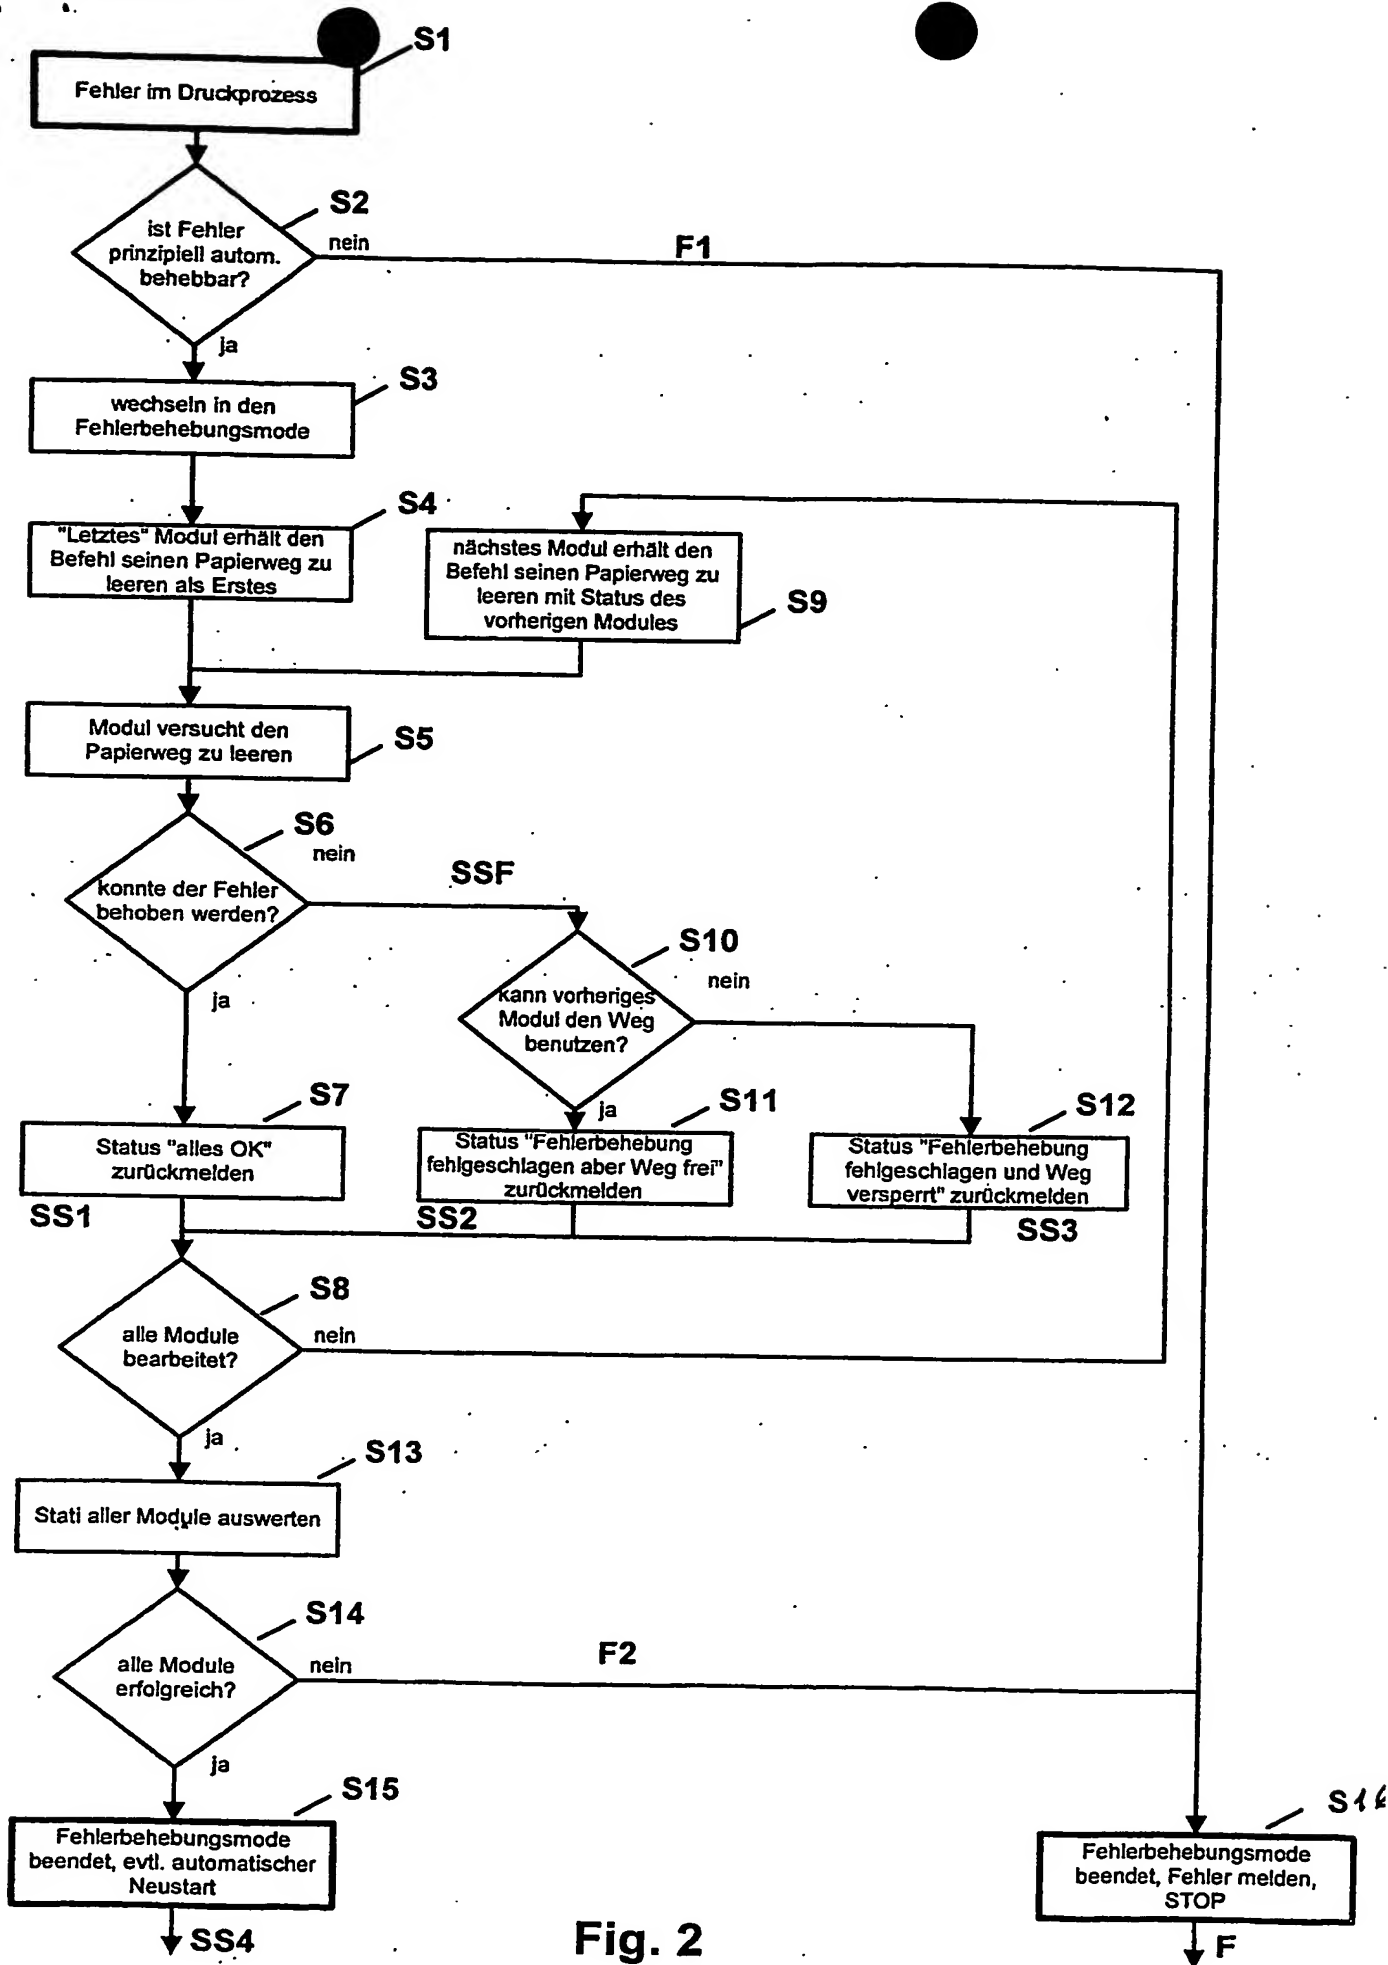 S1
Fehler im Druckprozess
S2
ist Fehler
prinzipiell autom.
behebbar?
nein
F1
ja
S3
wechseln in den
Fehlerbehebungsmode
S4
"Letztes" Modul erhält den
Befehl seinen Papierweg zu
leeren als Erstes
nächstes Modul erhält den
Befehl seinen Papierweg zu
leeren mit Status des
vorherigen Modules
S9
Modul versucht den
Papierweg zu leeren
S5
S6
nein
konnte der Fehler
behoben werden?
SSF
ja
S10
nein
kann vorheriges
Modul den Weg
benutzen?
ja
S7
Status "alles OK"
zurückmelden
SS1
S11
Status "Fehlerbehebung
fehlgeschlagen aber Weg frei"
zurückmelden
SS2
S12
Status "Fehlerbehebung
fehlgeschlagen und Weg
versperrt" zurückmelden
SS3
S8
alle Module
bearbeitet?
nein
ja
S13
Stati aller Module auswerten
S14
alle Module
erfolgreich?
nein
F2
ja
S15
Fehlerbehebungsmode
beendet, evtl. automatischer
Neustart
SS4
S16
Fehlerbehebungsmode
beendet, Fehler melden,
STOP
F
Fig. 2